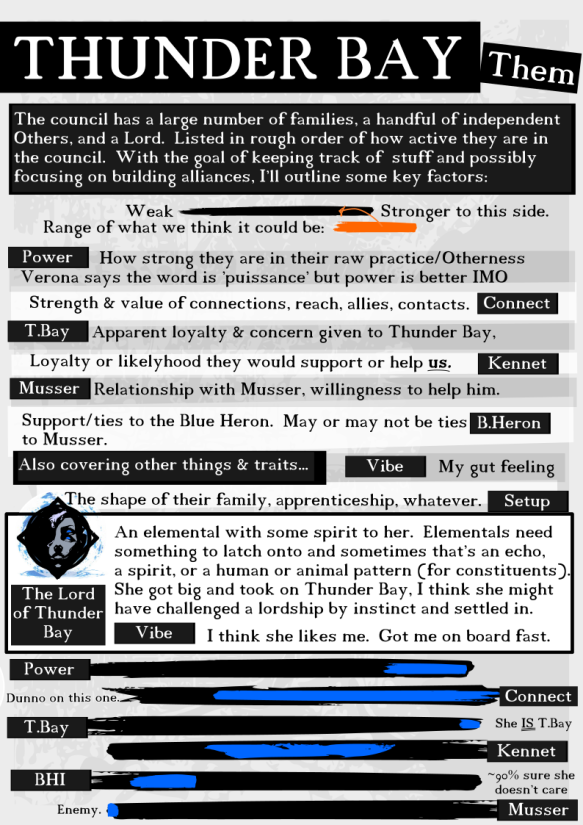 THUNDER BAY
Them
The council has a large number of families, a handful of independent
Others, and a Lord. Listed in rough order of how active they are in
the council. With the goal of keeping track of stuff and possibly
focusing on building alliances, I'll outline some key factors:
Weak Stronger to this side.
Range of what we think it could be:
Power How strong they are in their raw practice/Otherness
Verona says the word is 'puissance' but power is better IMO
Strength & value of connections, reach, allies, contacts. Connect
T.Bay Apparent loyalty & concern given to Thunder Bay,
Loyalty or likelyhood they would support or help us. Kennet
Musser Relationship with Musser, willingness to help him.
Support/ties to the Blue Heron. May or may not be ties B.Heron
to Musser.
Also covering other things & traits... Vibe My gut feeling
The shape of their family, apprenticeship, whatever. Setup
An elemental with some spirit to her. Elementals need
something to latch onto and sometimes that's an echo,
a spirit, or a human or animal pattern (for constituents).
She got big and took on Thunder Bay, I think she might
have challenged a lordship by instinct and settled in.
The Lord
of Thunder
Bay
Vibe I think she likes me. Got me on board fast.
Power
Dunno on this one. Connect
T.Bay She IS T.Bay
Kennet
BHI ~90% sure she
doesn't care
Enemy. Musser